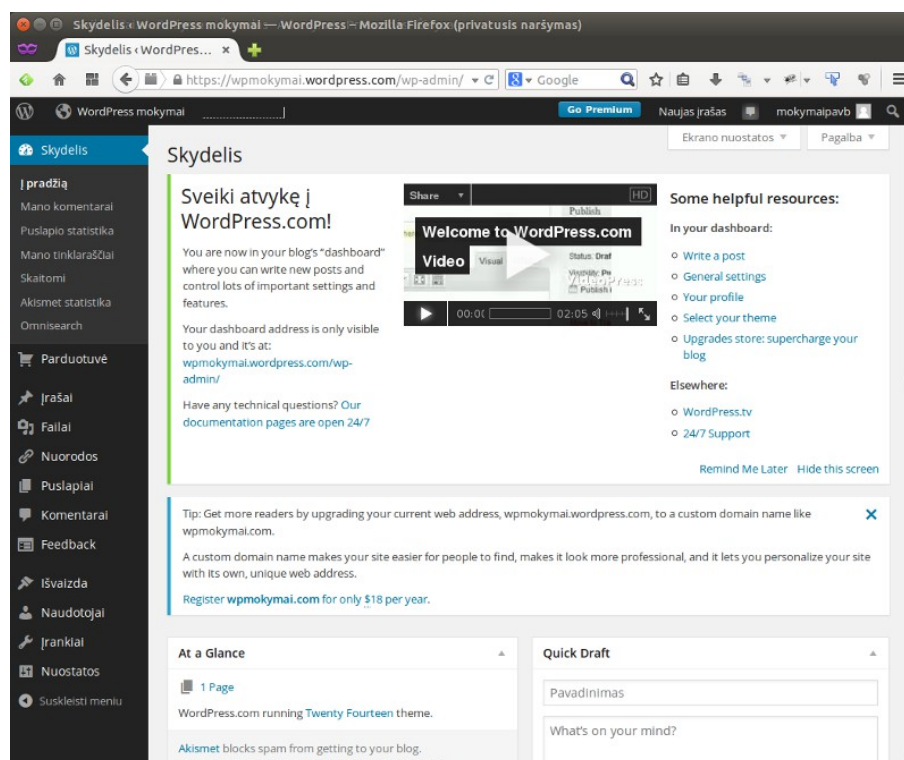 Skydelis ‹ WordPress mokymai — WordPress - Mozilla Firefox (privatusis naršymas)
Skydelis ‹ WordPres...
https://wpmokymai.wordpress.com/wp-admin/
Google
WordPress mokymai
Go Premium
Naujas įrašas
mokymaipavb
Ekrano nuostatos
Pagalba
Skydelis
Į pradžią
Mano komentarai
Puslapio statistika
Mano tinklaraščiai
Skaitomi
Akismet statistika
Omnisearch
Parduotuvė
Įrašai
Failai
Nuorodos
Puslapiai
Komentarai
Feedback
Išvaizda
Naudotojai
Įrankiai
Nuostatos
Suskleisti meniu
Skydelis
Sveiki atvykę į
WordPress.com!
You are now in your blog's “dashboard”
where you can write new posts and
control lots of important settings and
features.
Your dashboard address is only visible
to you and it's at:
wpmokymai.wordpress.com/wp-
admin/
Have any technical questions? Our
documentation pages are open 24/7
Share
HD
Publish
Welcome to WordPress.com
Video
Visual
Status: Draf
VideoPress
Publish i
00:0(
02:05
Some helpful resources:
In your dashboard:
Write a post
General settings
Your profile
Select your theme
Upgrades store: supercharge your
blog
Elsewhere:
WordPress.tv
24/7 Support
Remind Me Later
Hide this screen
Tip: Get more readers by upgrading your current web address, wpmokymai.wordpress.com, to a custom domain name like
wpmokymai.com.
A custom domain name makes your site easier for people to find, makes it look more professional, and it lets you personalize your site
with its own, unique web address.
Register wpmokymai.com for only $18 per year.
At a Glance
1 Page
WordPress.com running Twenty Fourteen theme.
Akismet blocks spam from getting to your blog.
Quick Draft
Pavadinimas
What's on your mind?